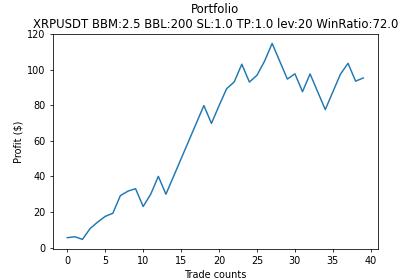 Portfolio
XRPUSDT BBM:2.5 BBL:200 SL:1.0 TP:1.0 lev:20 WinRatio:72.0
120
100
80
60
40
20
0
Profit ($)
0 5 10 15 20 25 30 35 40
Trade counts